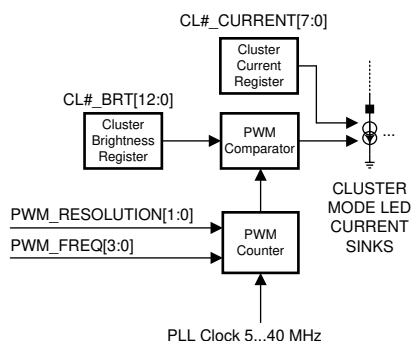 CL#_CURRENT[7:0]
Cluster
Current
Register
CL#_BRT[12:0]
Cluster
Brightness
Register
PWM
Comparator
...
CLUSTER
MODE LED
CURRENT
SINKS
PWM_RESOLUTION[1:0]
PWM_FREQ[3:0]
PWM
Counter
PLL Clock 5...40 MHz